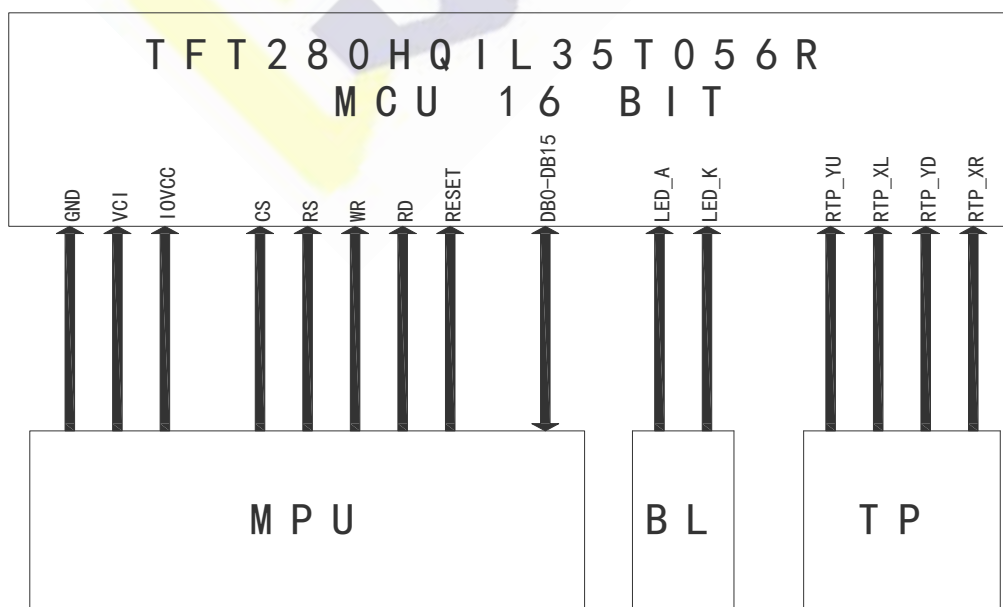 TFT280HQIL35T056R
MCU 16 BIT
GND
VCI
IOVCC
CS
RS
WR
RD
RESET
DB0-DB15
LED_A
LED_K
RTP_YU
RTP_XL
RTP_YD
RTP_XR
MPU
BL
TP